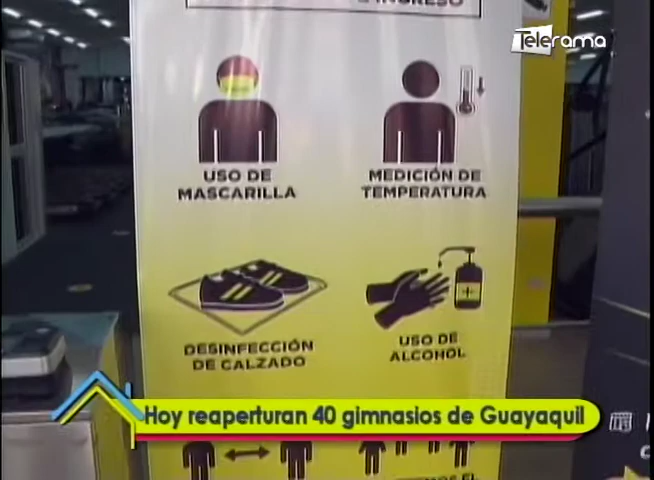 E INGRESO
Telerama
USO DE
MASCARILLA
MEDICIÓN DE
TEMPERATURA
DESINFECCIÓN
DE CALZADO
USO DE
ALCOHOL
Hoy reaperturan 40 gimnasios de Guayaquil